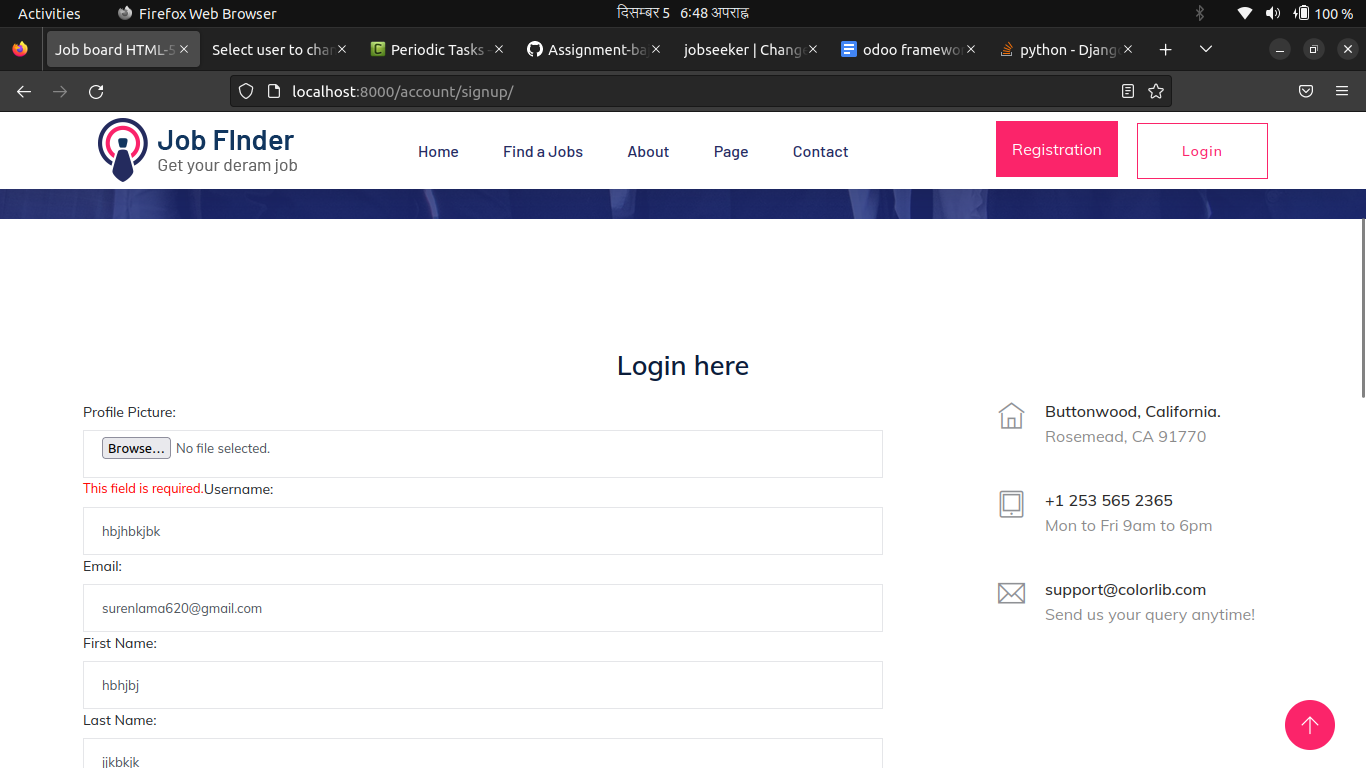 Activities Firefox Web Browser दिसम्बर 5 6:48 अपराह्न 100 %
Job board HTML-5 Select user to char Periodic Tasks - Assignment-ba jobseeker | Chang odoo framewo python - Djang
localhost:8000/account/signup/
Job FInder
Get your deram job
Home Find a Jobs About Page Contact Registration Login
Login here
Profile Picture:
Browse... No file selected.
This field is required.Username:
hbjhbkjbk
Email:
surenlama620@gmail.com
First Name:
hbhjbj
Last Name:
jjkbkjk
Buttonwood, California.
Rosemead, CA 91770
+1 253 565 2365
Mon to Fri 9am to 6pm
support@colorlib.com
Send us your query anytime!